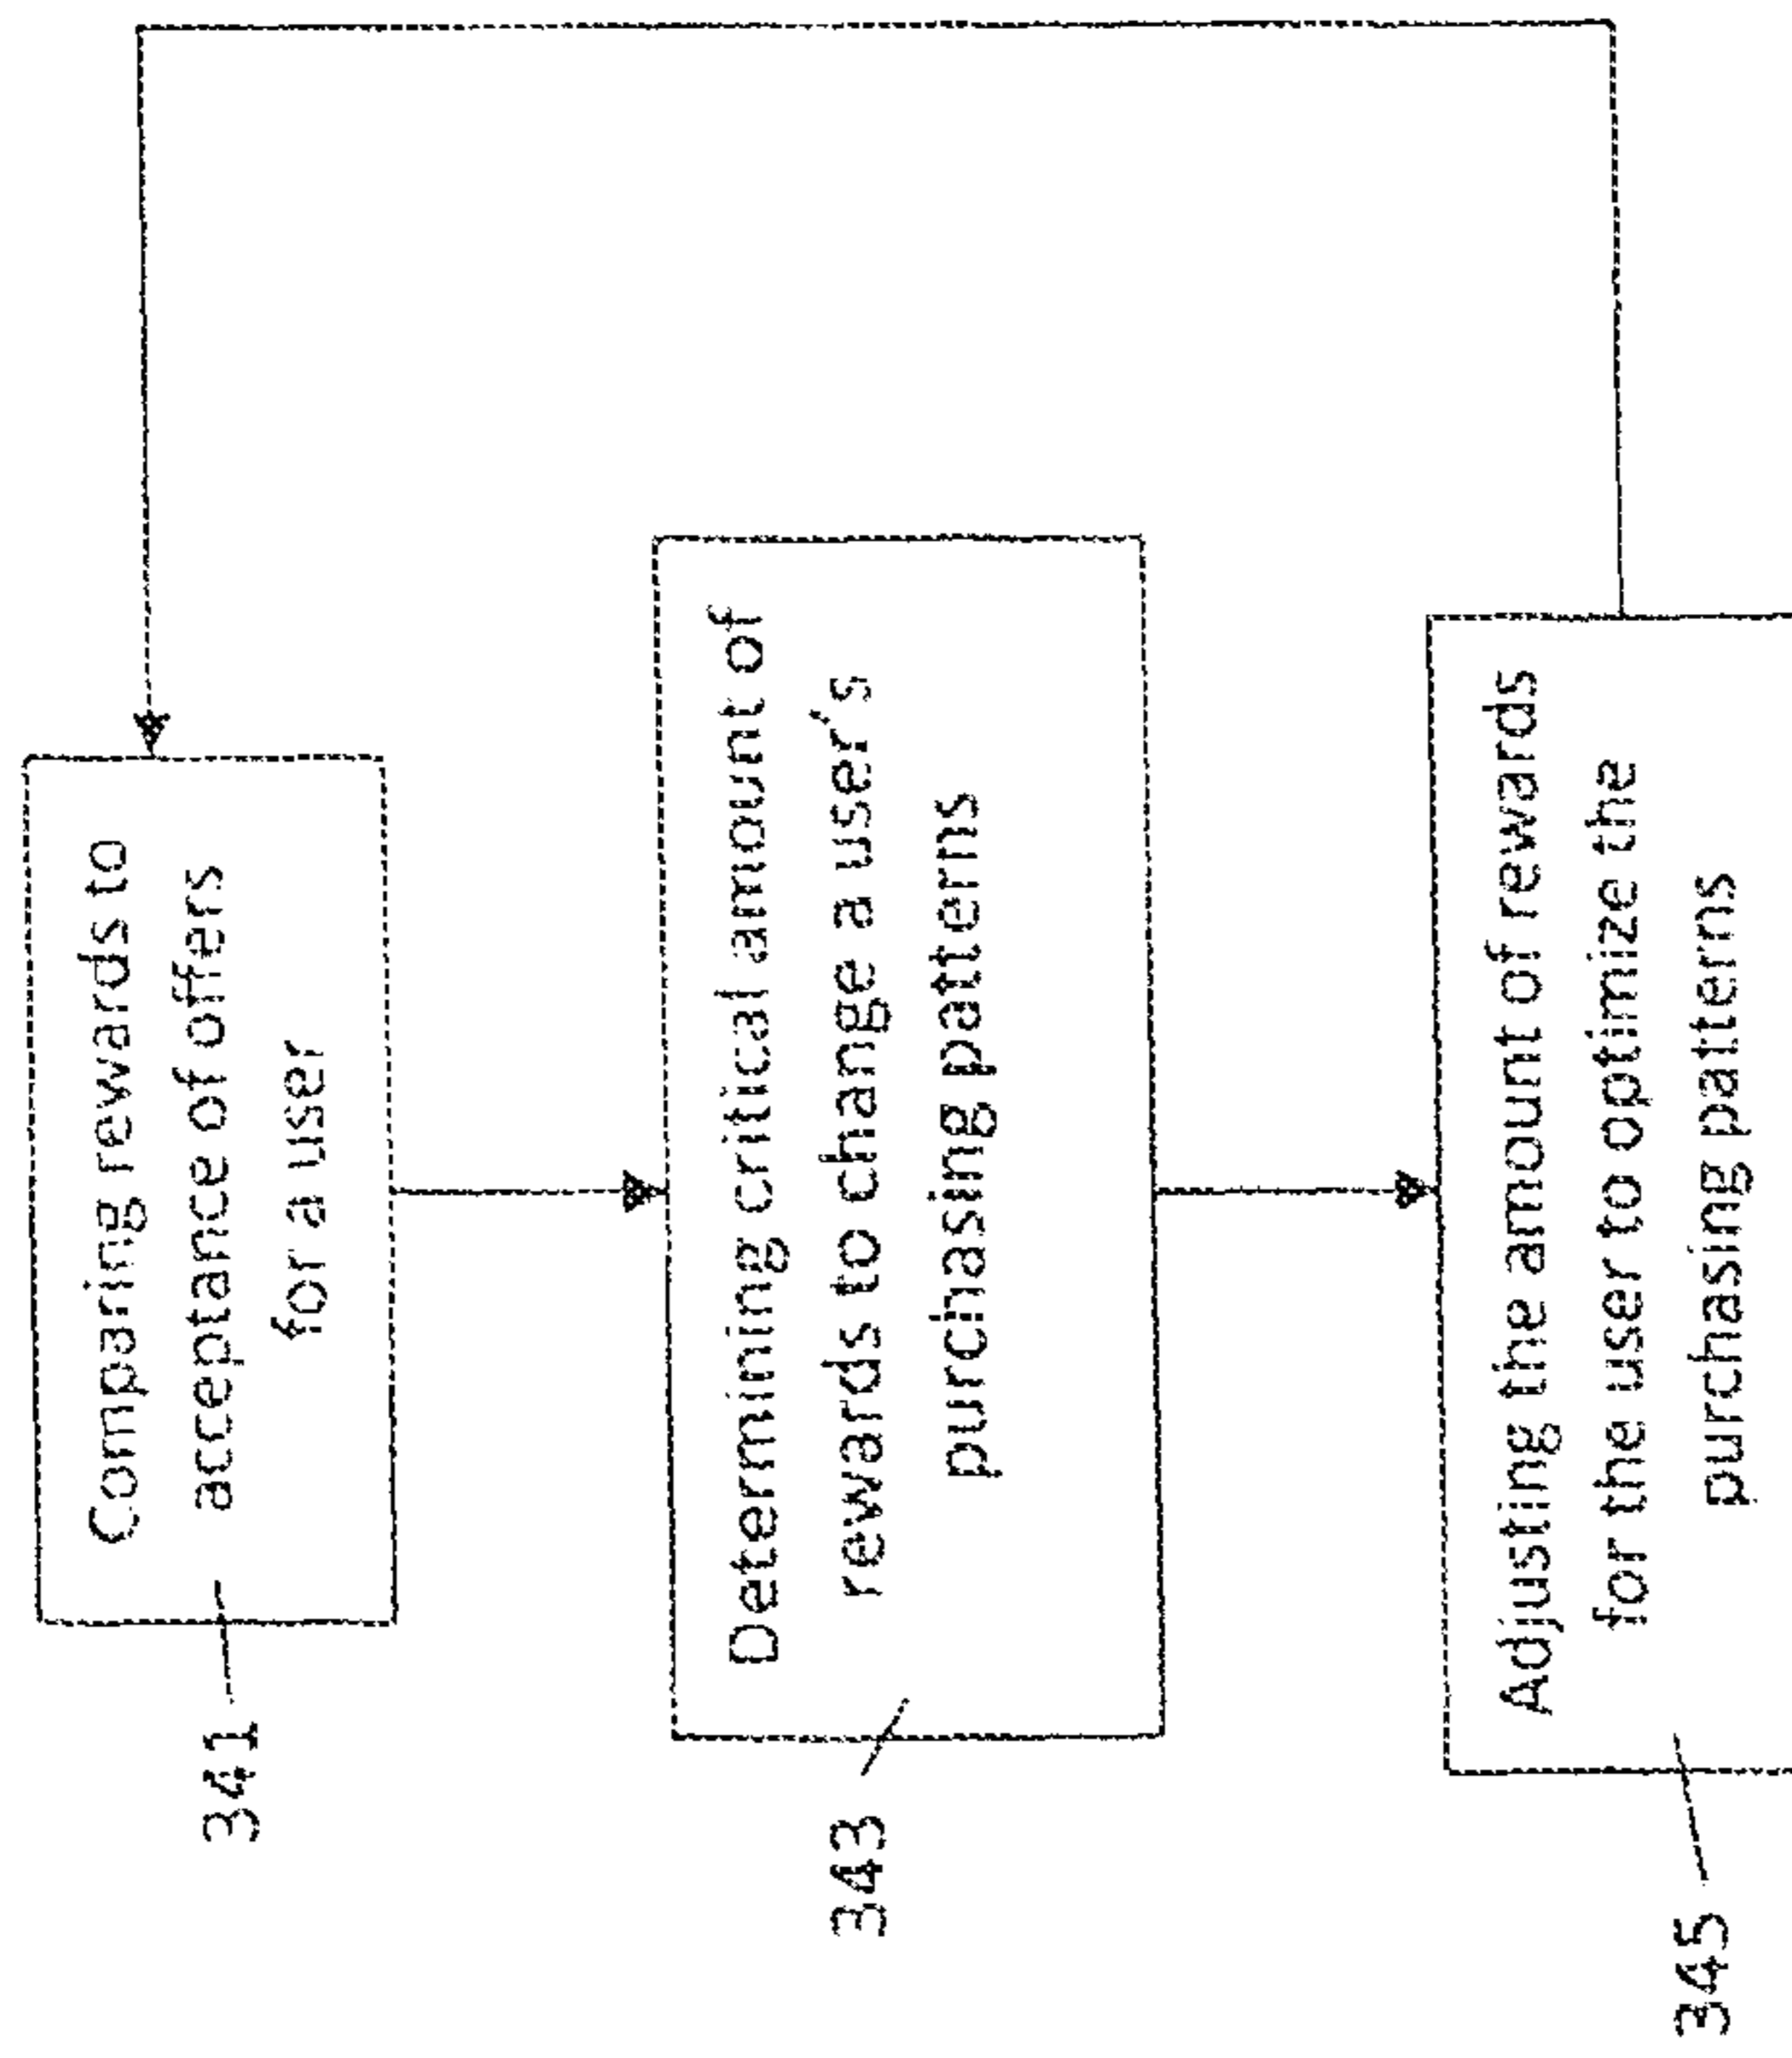 Comparing rewards to
acceptance of offers
for a user
341
Determining critical amount of
rewards to change a user's
purchasing patterns
343
Adjusting the amount of rewards
for the user to optimize the
purchasing patterns
345